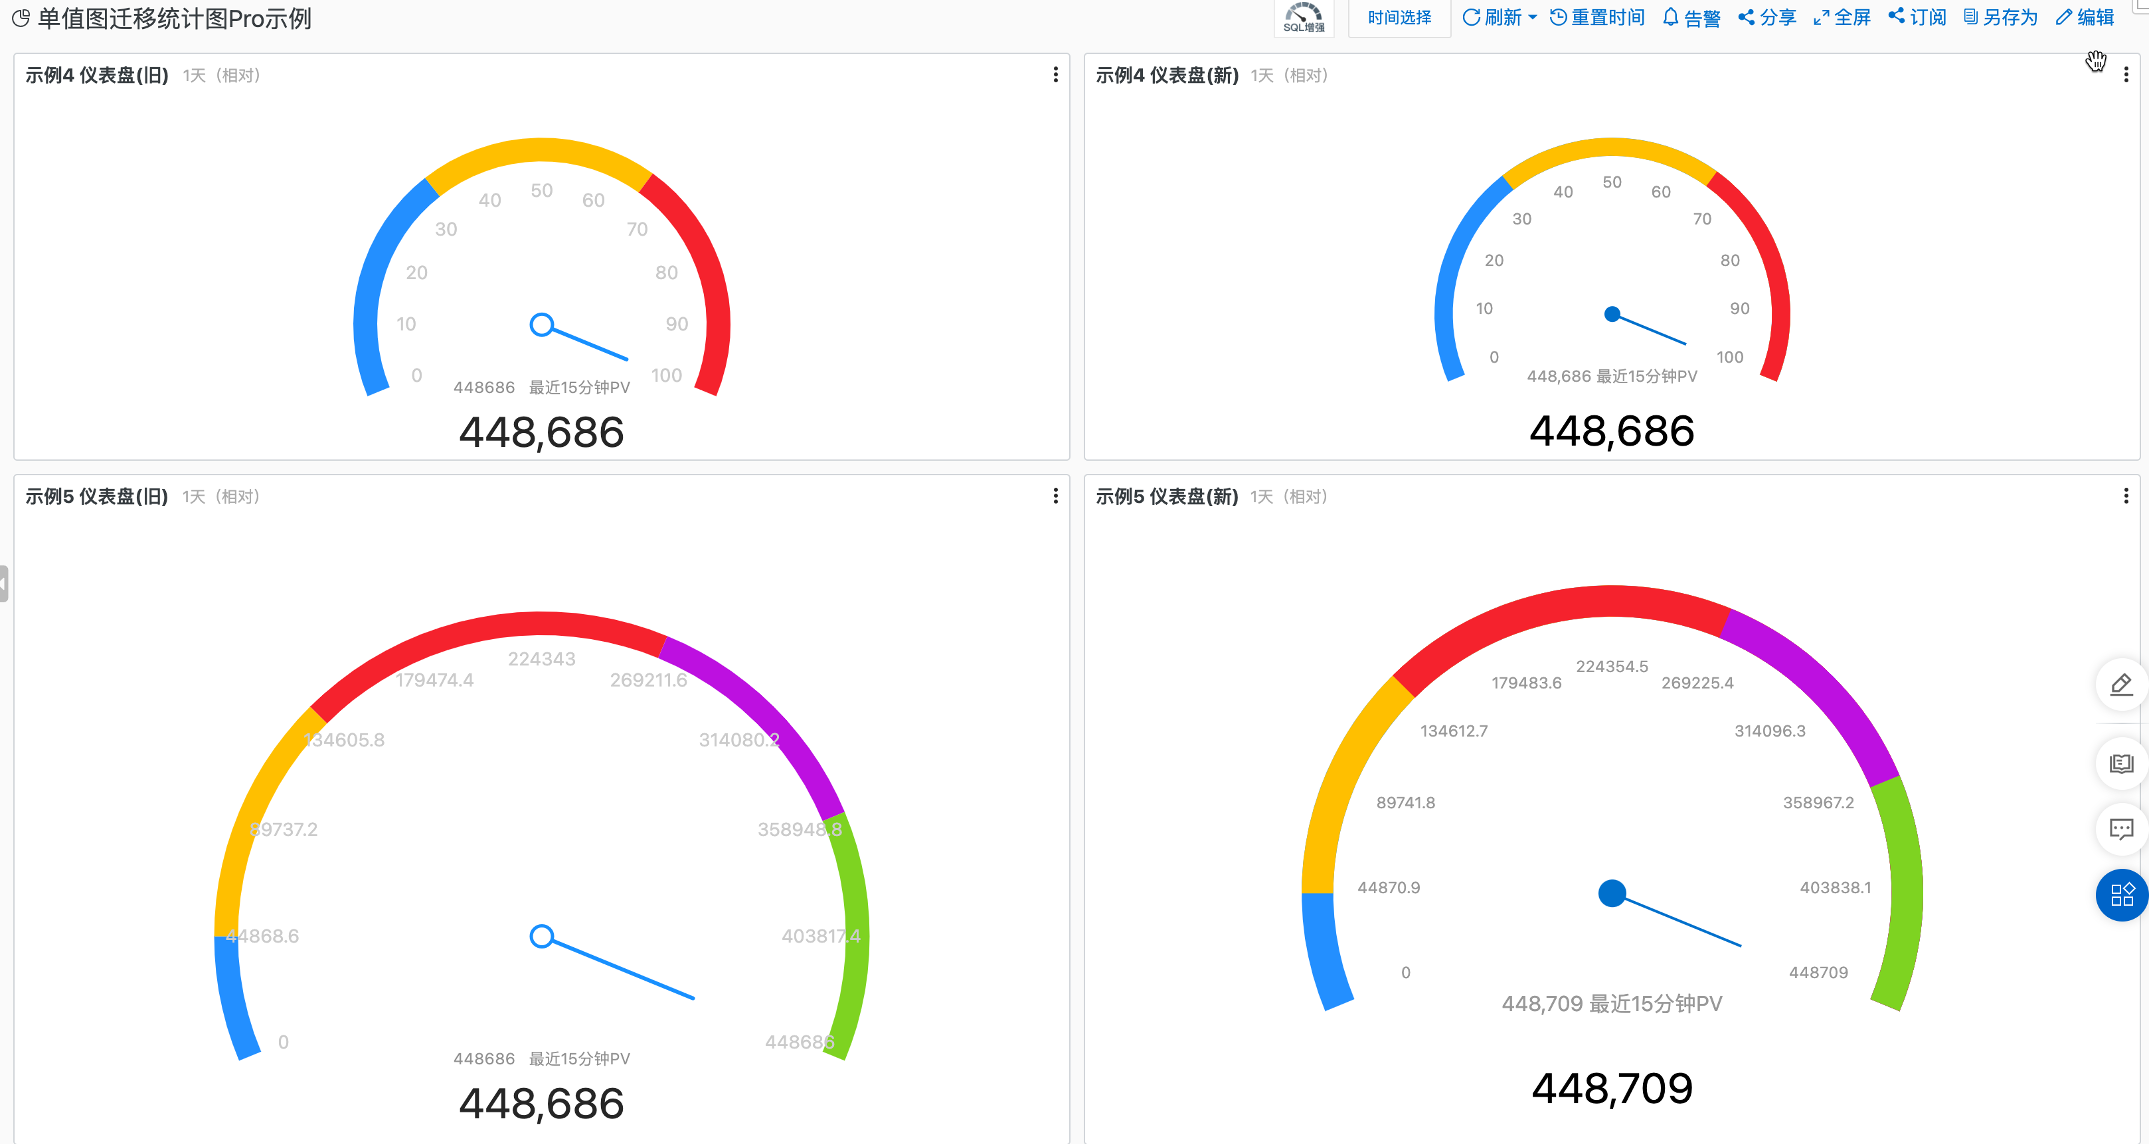 单值图迁移统计图Pro示例
SQL增强
时间选择
刷新
重置时间
告警
分享
全屏
订阅
另存为
编辑
示例4 仪表盘(旧) 1天（相对）
50
40 60
30 70
20 80
10 90
0 100
448686 最近15分钟PV
448,686
示例4 仪表盘(新) 1天（相对）
50
40 60
30 70
20 80
10 90
0 100
448,686 最近15分钟PV
448,686
示例5 仪表盘(旧) 1天（相对）
224343
179474.4 269211.6
134605.8 314080.2
89737.2 358948.8
44868.6 403817.4
0 448686
448686 最近15分钟PV
448,686
示例5 仪表盘(新) 1天（相对）
224354.5
179483.6 269225.4
134612.7 314096.3
89741.8 358967.2
44870.9 403838.1
0 448709
448,709 最近15分钟PV
448,709